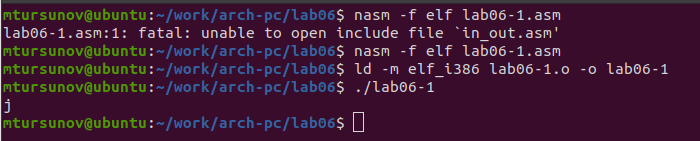 mtursunov@ubuntu:~/work/arch-pc/lab06$ nasm -f elf lab06-1.asm
lab06-1.asm:1: fatal: unable to open include file `in_out.asm'
mtursunov@ubuntu:~/work/arch-pc/lab06$ nasm -f elf lab06-1.asm
mtursunov@ubuntu:~/work/arch-pc/lab06$ ld -m elf_i386 lab06-1.o -o lab06-1
mtursunov@ubuntu:~/work/arch-pc/lab06$ ./lab06-1
j
mtursunov@ubuntu:~/work/arch-pc/lab06$